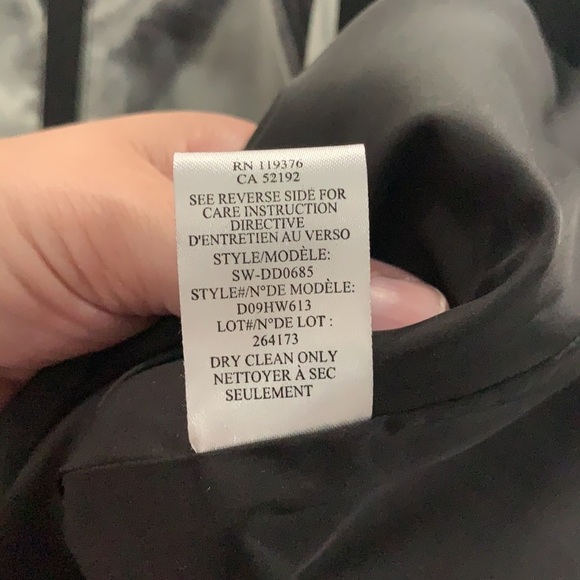 RN 119376
CA 52192
SEE REVERSE SIDE FOR
CARE INSTRUCTION
DIRECTIVE
D'ENTRETIEN AU VERSO
STYLE/MODÈLE:
SW-DD0685
STYLE#/N°DE MODÈLE:
D09HW613
LOT#/N°DE LOT :
264173
DRY CLEAN ONLY
NETTOYER À SEC
SEULEMENT